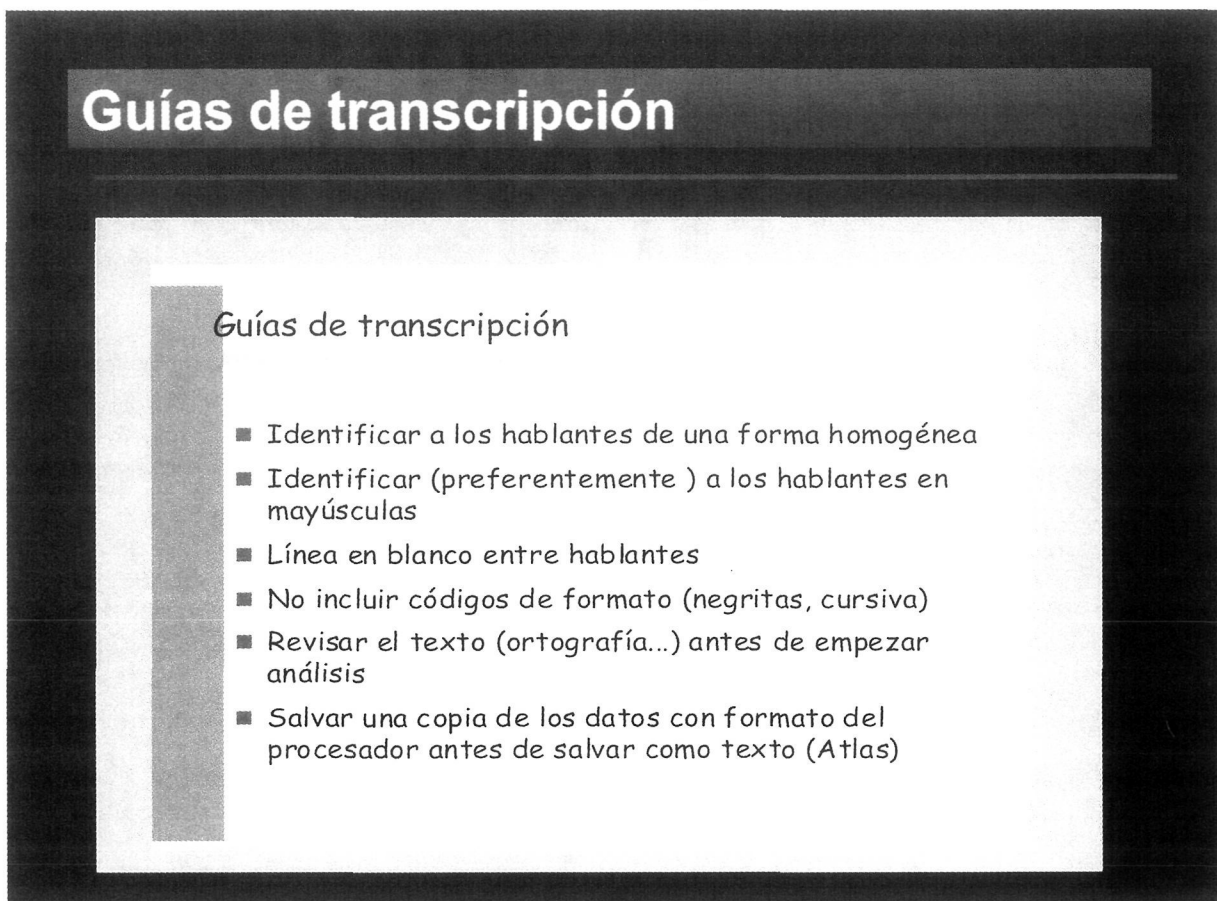 Guías de transcripción
Guías de transcripción
Identificar a los hablantes de una forma homogénea
Identificar (preferentemente ) a los hablantes en
mayúsculas
Línea en blanco entre hablantes
No incluir códigos de formato (negritas, cursiva)
Revisar el texto (ortografía...) antes de empezar
análisis
Salvar una copia de los datos con formato del
procesador antes de salvar como texto (Atlas)